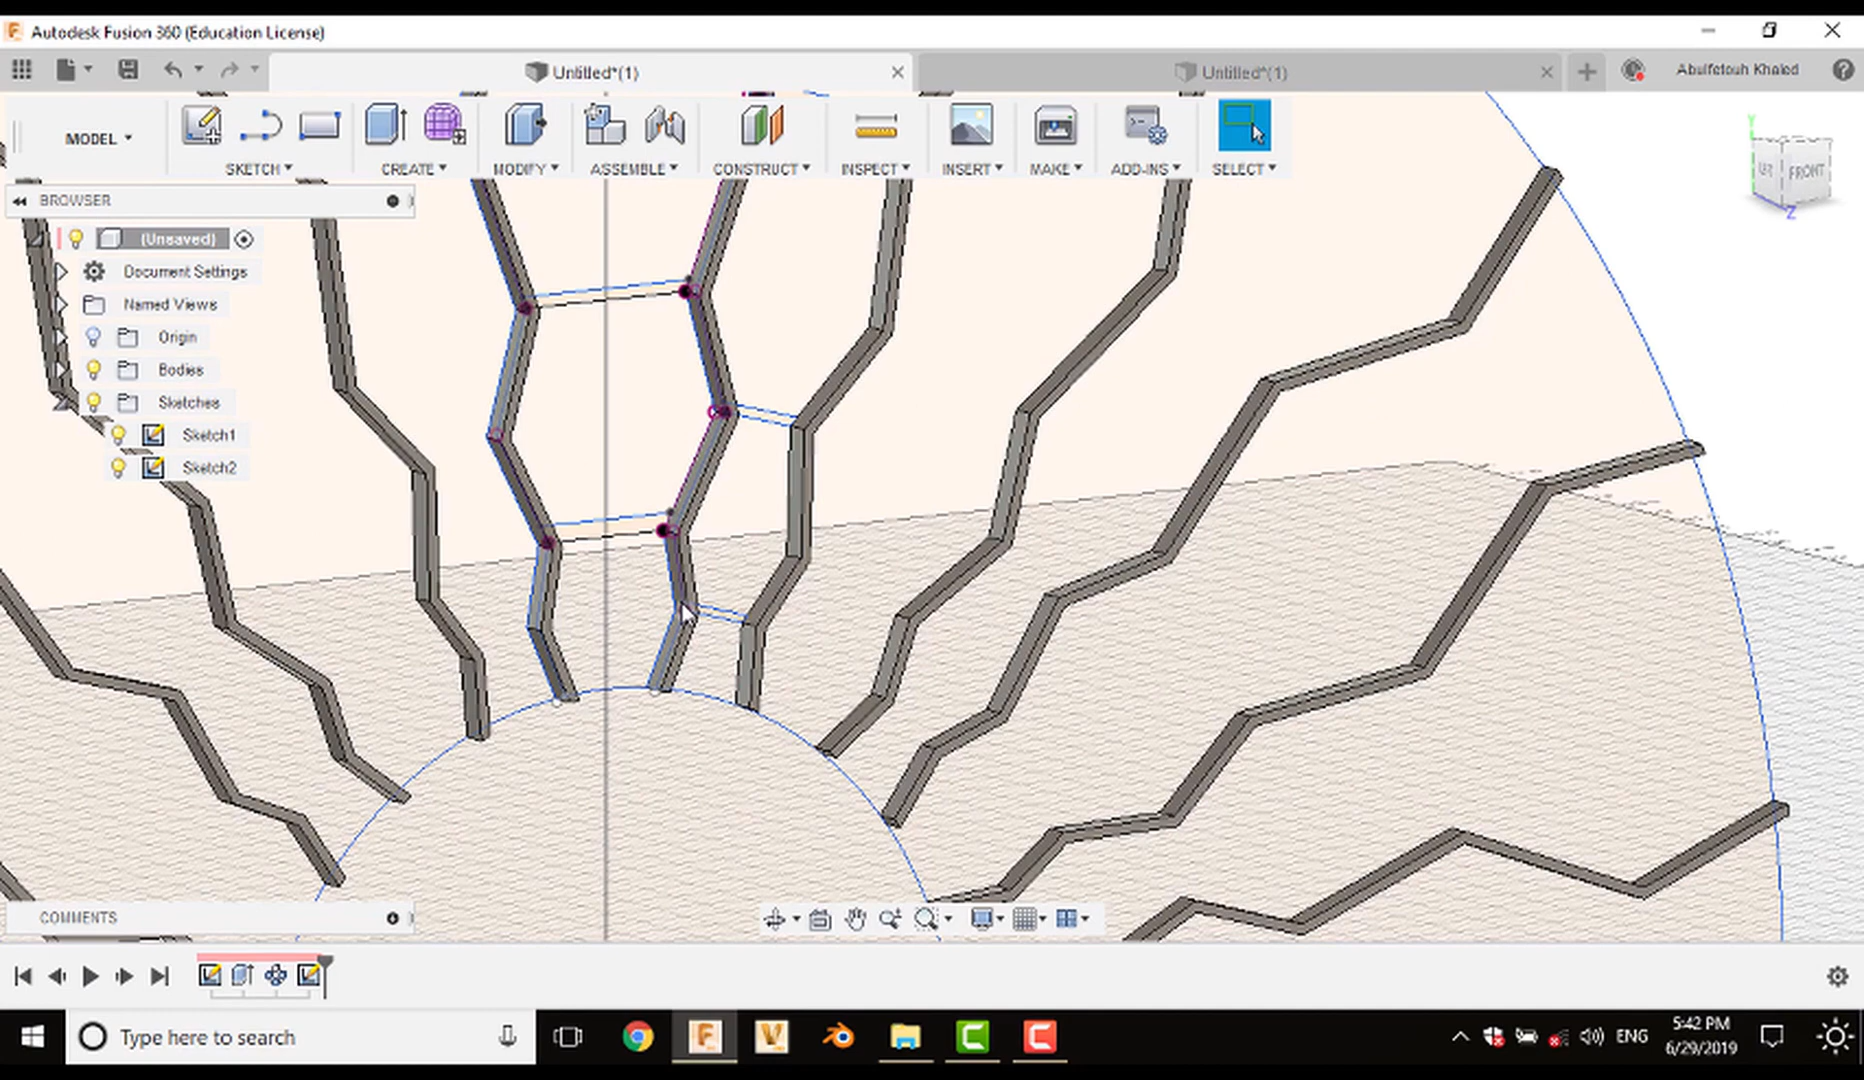 Autodesk Fusion 360 (Education License)
Untitled*(1)
Untitled*(1)
Abulfetouh Khaled
MODEL
SKETCH
CREATE
MODIFY
ASSEMBLE
CONSTRUCT
INSPECT
INSERT
MAKE
ADD-INS
SELECT
FRONT
Y
Z
BROWSER
(Unsaved)
Document Settings
Named Views
Origin
Bodies
Sketches
Sketch1
Sketch2
COMMENTS
Type here to search
ENG
5:42 PM
6/29/2019